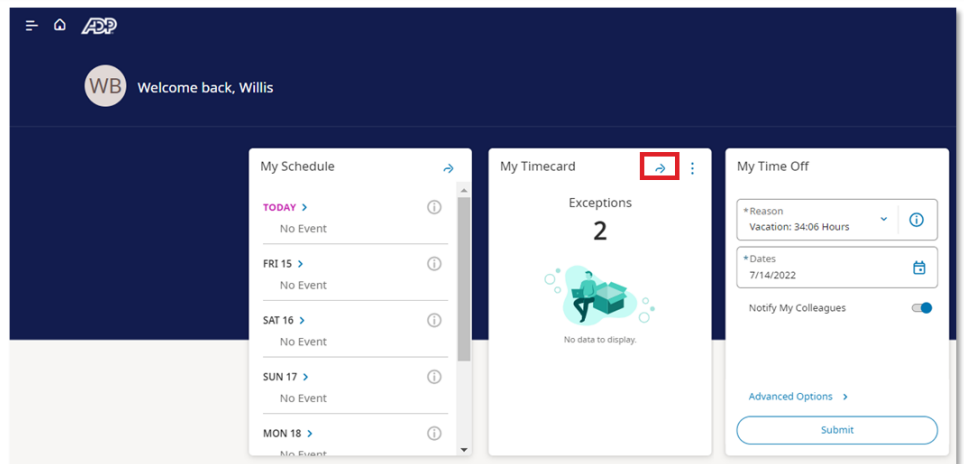 ADP
WB Welcome back, Willis
My Schedule
TODAY
No Event
FRI 15
No Event
SAT 16
No Event
SUN 17
No Event
MON 18
No Event
My Timecard
Exceptions
2
No data to display.
My Time Off
*Reason
Vacation: 34:06 Hours
*Dates
7/14/2022
Notify My Colleagues
Advanced Options
Submit